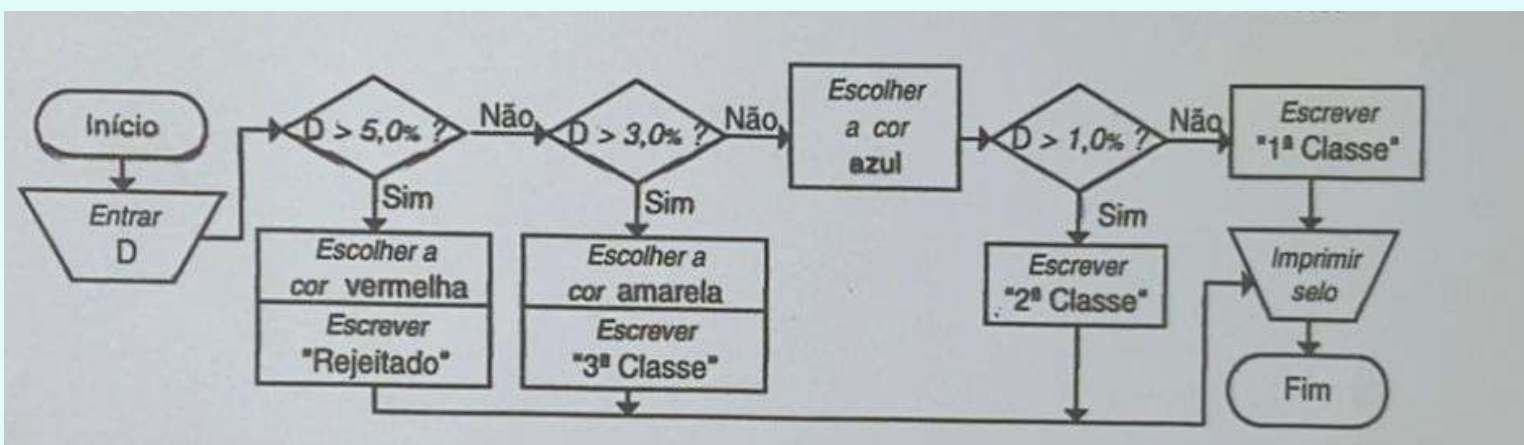 Início
Entrar
D
D > 5,0% ?
Não
Sim
Escolher a
cor vermelha
Escrever
"Rejeitado"
D > 3,0% ?
Não
Sim
Escolher a
cor amarela
Escrever
"3ª Classe"
Escolher
a cor
azul
D > 1,0% ?
Não
Sim
Escrever
"2ª Classe"
Escrever
"1ª Classe"
Imprimir
selo
Fim